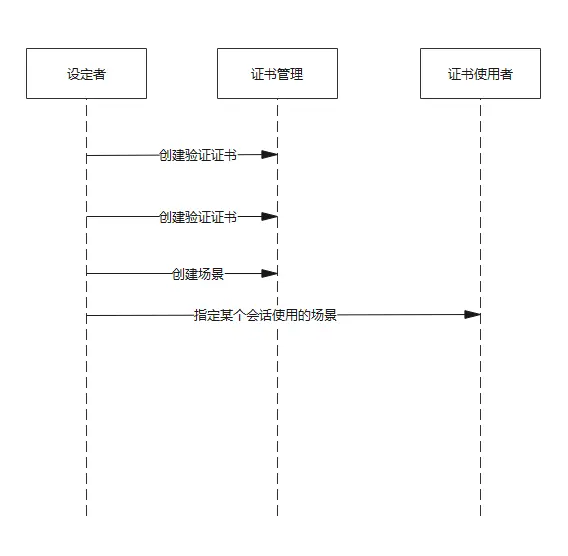 设定者
证书管理
证书使用者
创建验证证书
创建验证证书
创建场景
指定某个会话使用的场景